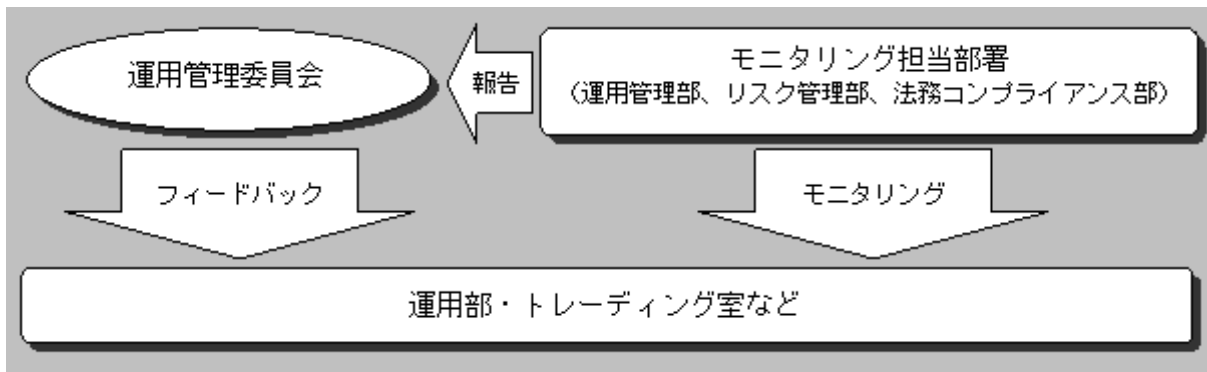 運用管理委員会
報告
モニタリング担当部署
(運用管理部、リスク管理部、法務コンプライアンス部)
フィードバック
モニタリング
運用部・トレーディング室など